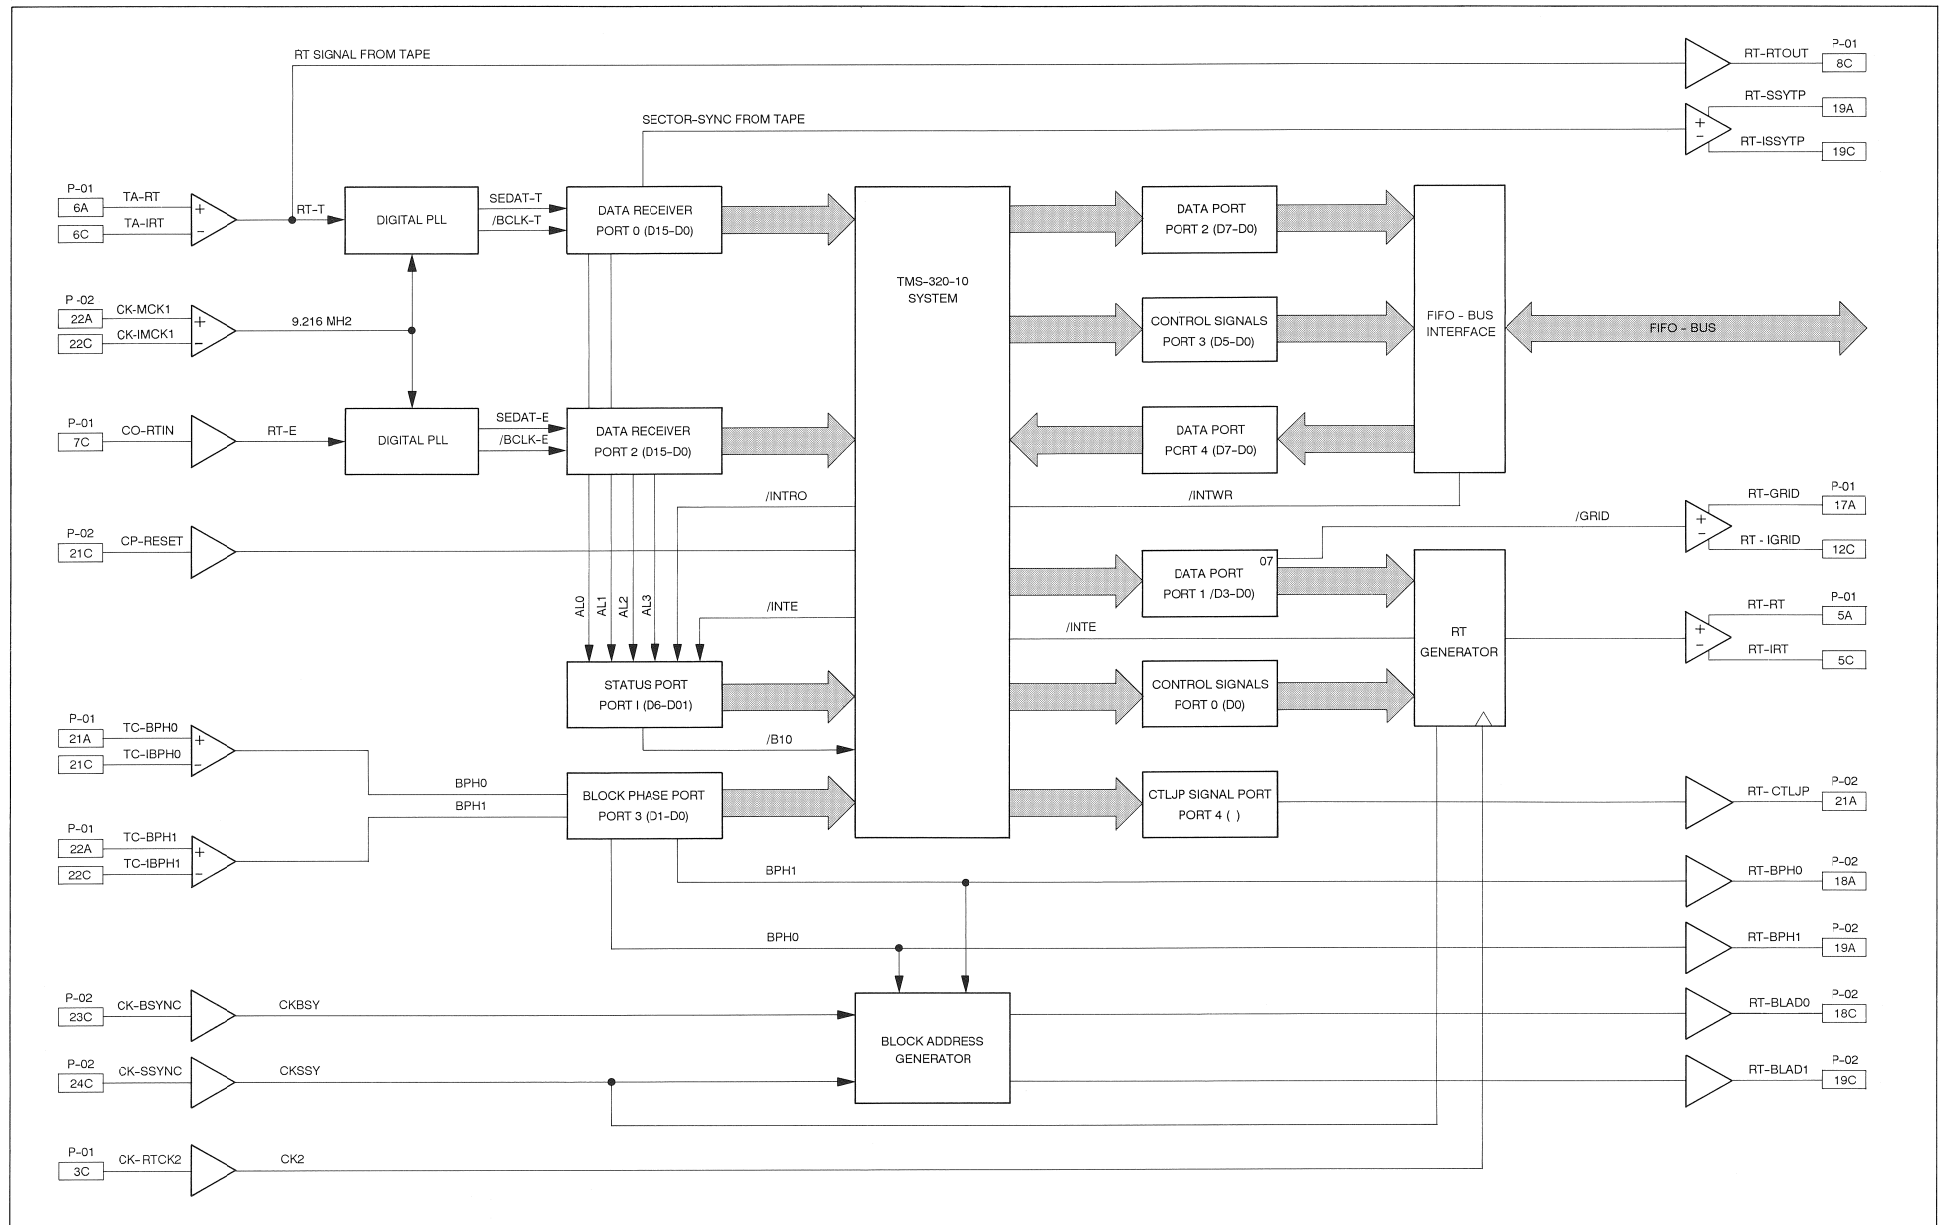 RT SIGNAL FROM TAPE
RT-RTOUT
P-01
8C
SECTOR-SYNC FROM TAPE
RT-SSYTP
19A
RT-ISSYTP
19C
P-01
6A
TA-RT
6C
TA-IRT
+
-
RT-T
DIGITAL PLL
SEDAT-T
/BCLK-T
DATA RECEIVER
PORT 0 (D15-D0)
TMS-320-10
SYSTEM
DATA PORT
PORT 2 (D7-D0)
+
-
P-02
22A
CK-MCK1
22C
CK-IMCK1
+
-
9.216 MH2
CONTROL SIGNALS
PORT 3 (D5-D0)
FIFO - BUS
INTERFACE
FIFO - BUS
P-01
7C
CO-RTIN
RT-E
DIGITAL PLL
SEDAT-E
/BCLK-E
DATA RECEIVER
PORT 2 (D15-D0)
DATA PORT
PCRT 4 (D7-D0)
/INTRO
/INTWR
P-02
21C
CP-RESET
/GRID
+
-
RT-GRID
P-01
17A
RT - IGRID
12C
AL0
AL1
AL2
AL3
/INTE
07
DATA PORT
PORT 1 /D3-D0)
/INTE
RT
GENERATOR
+
-
RT-RT
P-01
5A
RT-IRT
5C
STATUS PORT
PORT I (D6-D01)
CONTROL SIGNALS
FORT 0 (D0)
/B10
P-01
21A
TC-BPH0
21C
TC-IBPH0
+
-
BPH0
BPH1
BLOCK PHASE PORT
PORT 3 (D1-D0)
CTLJP SIGNAL PORT
PORT 4 ( )
RT- CTLJP
P-02
21A
P-01
22A
TC-BPH1
22C
TC-IBPH1
+
-
BPH1
RT-BPH0
P-02
18A
BPH0
RT-BPH1
P-02
19A
P-02
23C
CK-BSYNC
CKBSY
BLOCK ADDRESS
GENERATOR
RT-BLAD0
P-02
18C
P-02
24C
CK-SSYNC
CKSSY
RT-BLAD1
P-02
19C
P-01
3C
CK-RTCK2
CK2